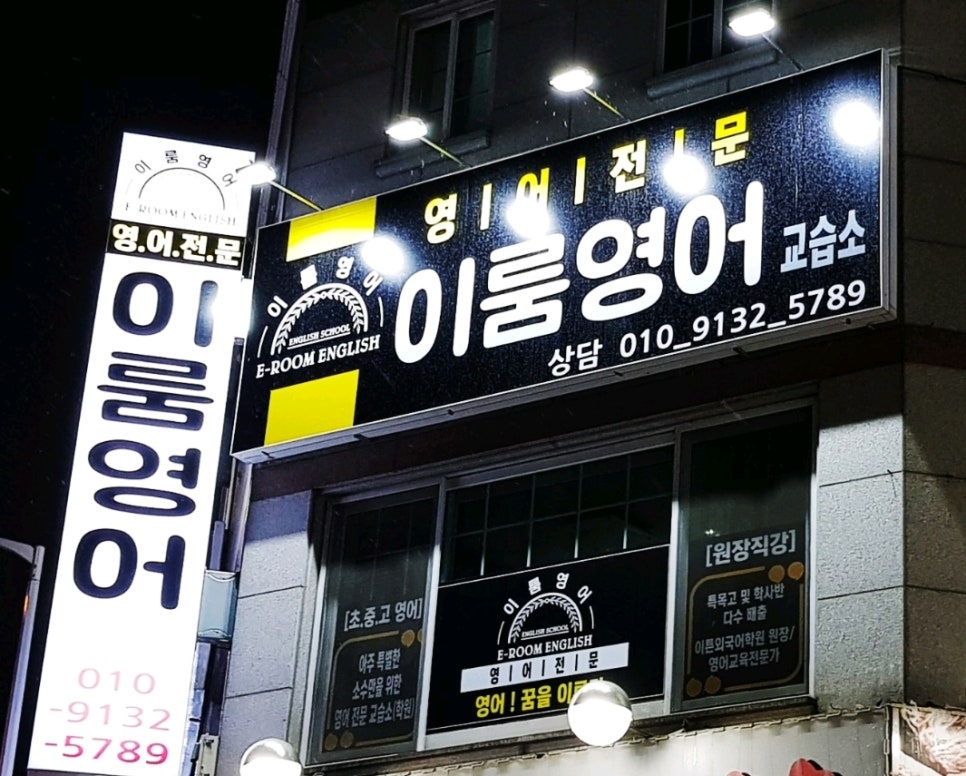 이룸영어
E-ROOM ENGLISH
영.어.전.문
이룸영어
010
-9132
-5789
영|어|전|문
이룸영어
ENGLISH SCHOOL
E-ROOM ENGLISH
이룸영어 교습소
상담 010_9132_5789
[초.중.고 영어]
아주 특별한
소수만을 위한
영어 전문 교습소(학원)
이룸영어
ENGLISH SCHOOL
E-ROOM ENGLISH
영|어|전|문
영어! 꿈을
[원장직강]
특목고 및 학사반
다수 배출
이튼외국어학원 원장/
영어교육전문가